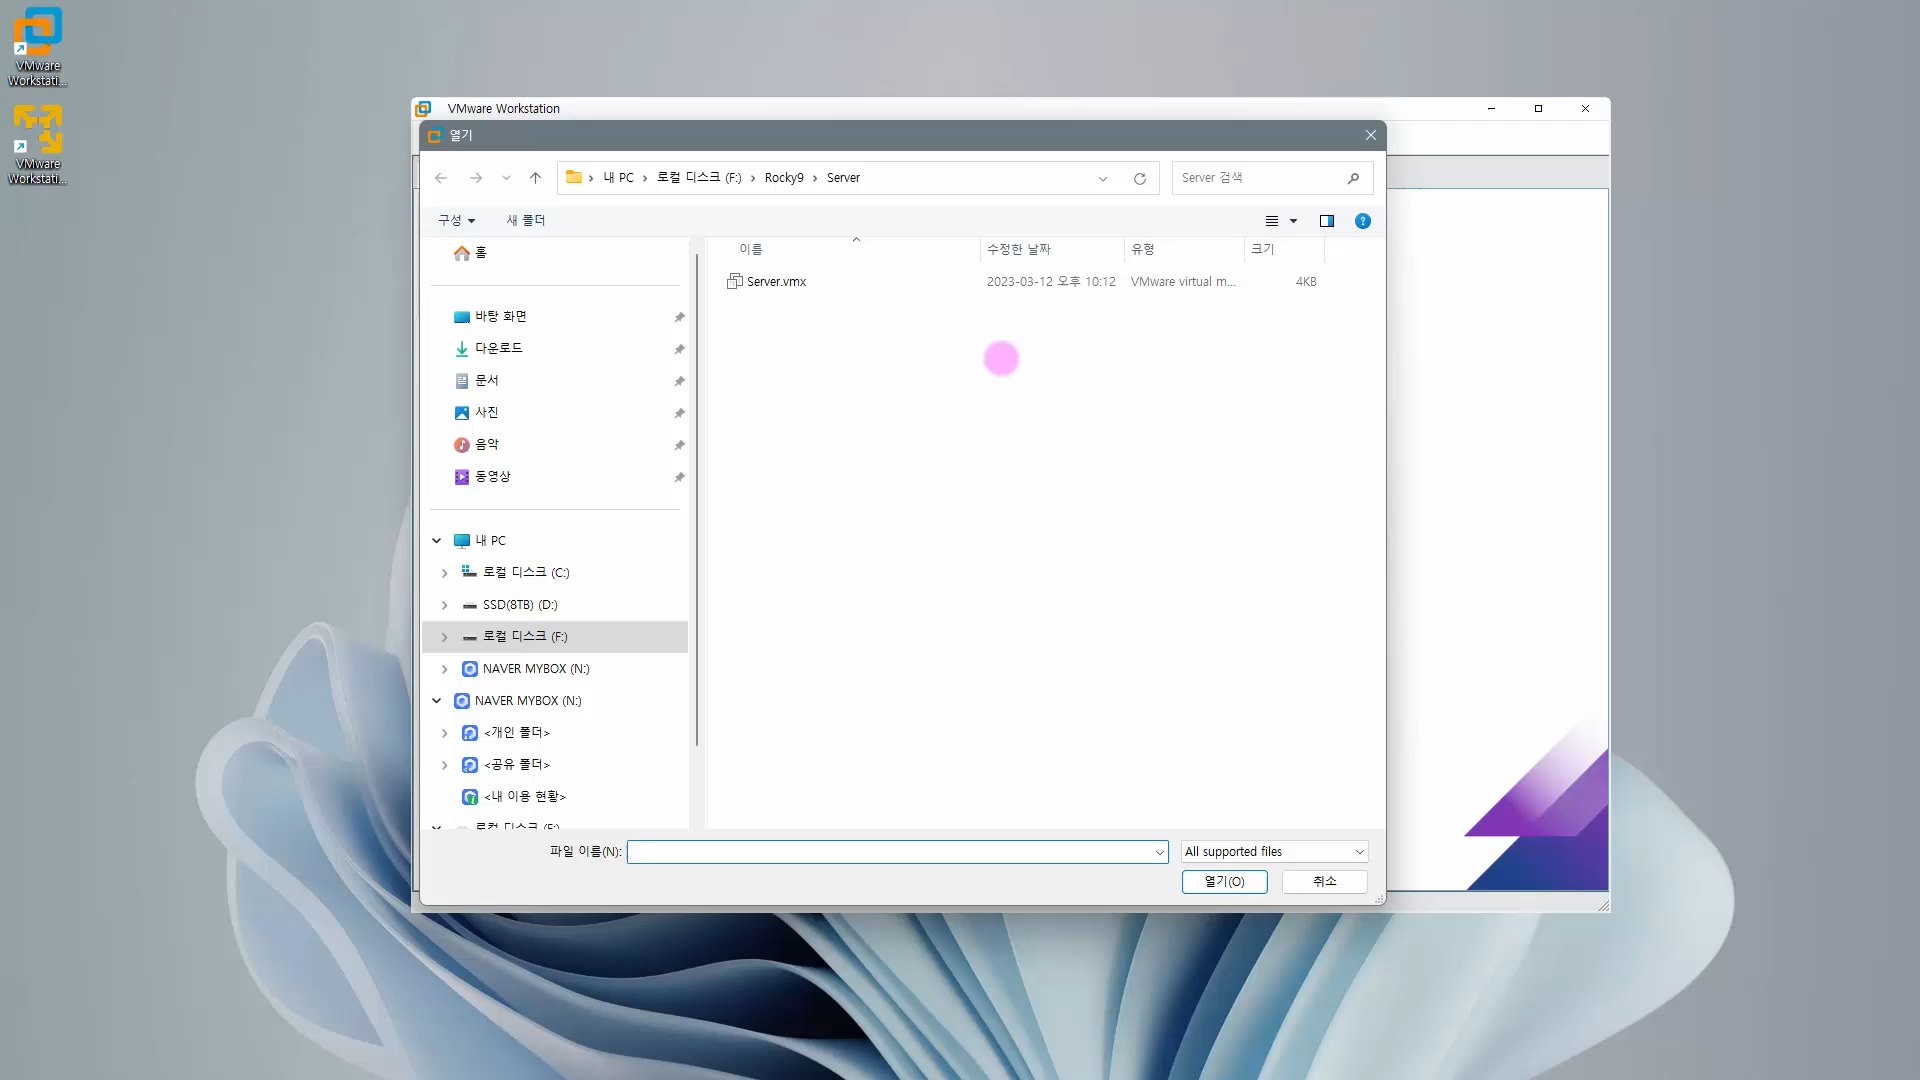 VMware
Workstati...
VMware
Workstati...
VMware Workstation
열기
내 PC
로컬 디스크 (F:)
Rocky9
Server
Server 검색
구성
새 폴더
이름
수정한 날짜
유형
크기
Server.vmx
2023-03-12 오후 10:12
VMware virtual m...
4KB
홈
바탕 화면
다운로드
문서
사진
음악
동영상
내 PC
로컬 디스크 (C:)
SSD(8TB) (D:)
로컬 디스크 (F:)
NAVER MYBOX (N:)
NAVER MYBOX (N:)
<개인 폴더>
<공유 폴더>
<내 이용 현황>
파일 이름(N):
All supported files
열기(O)
취소